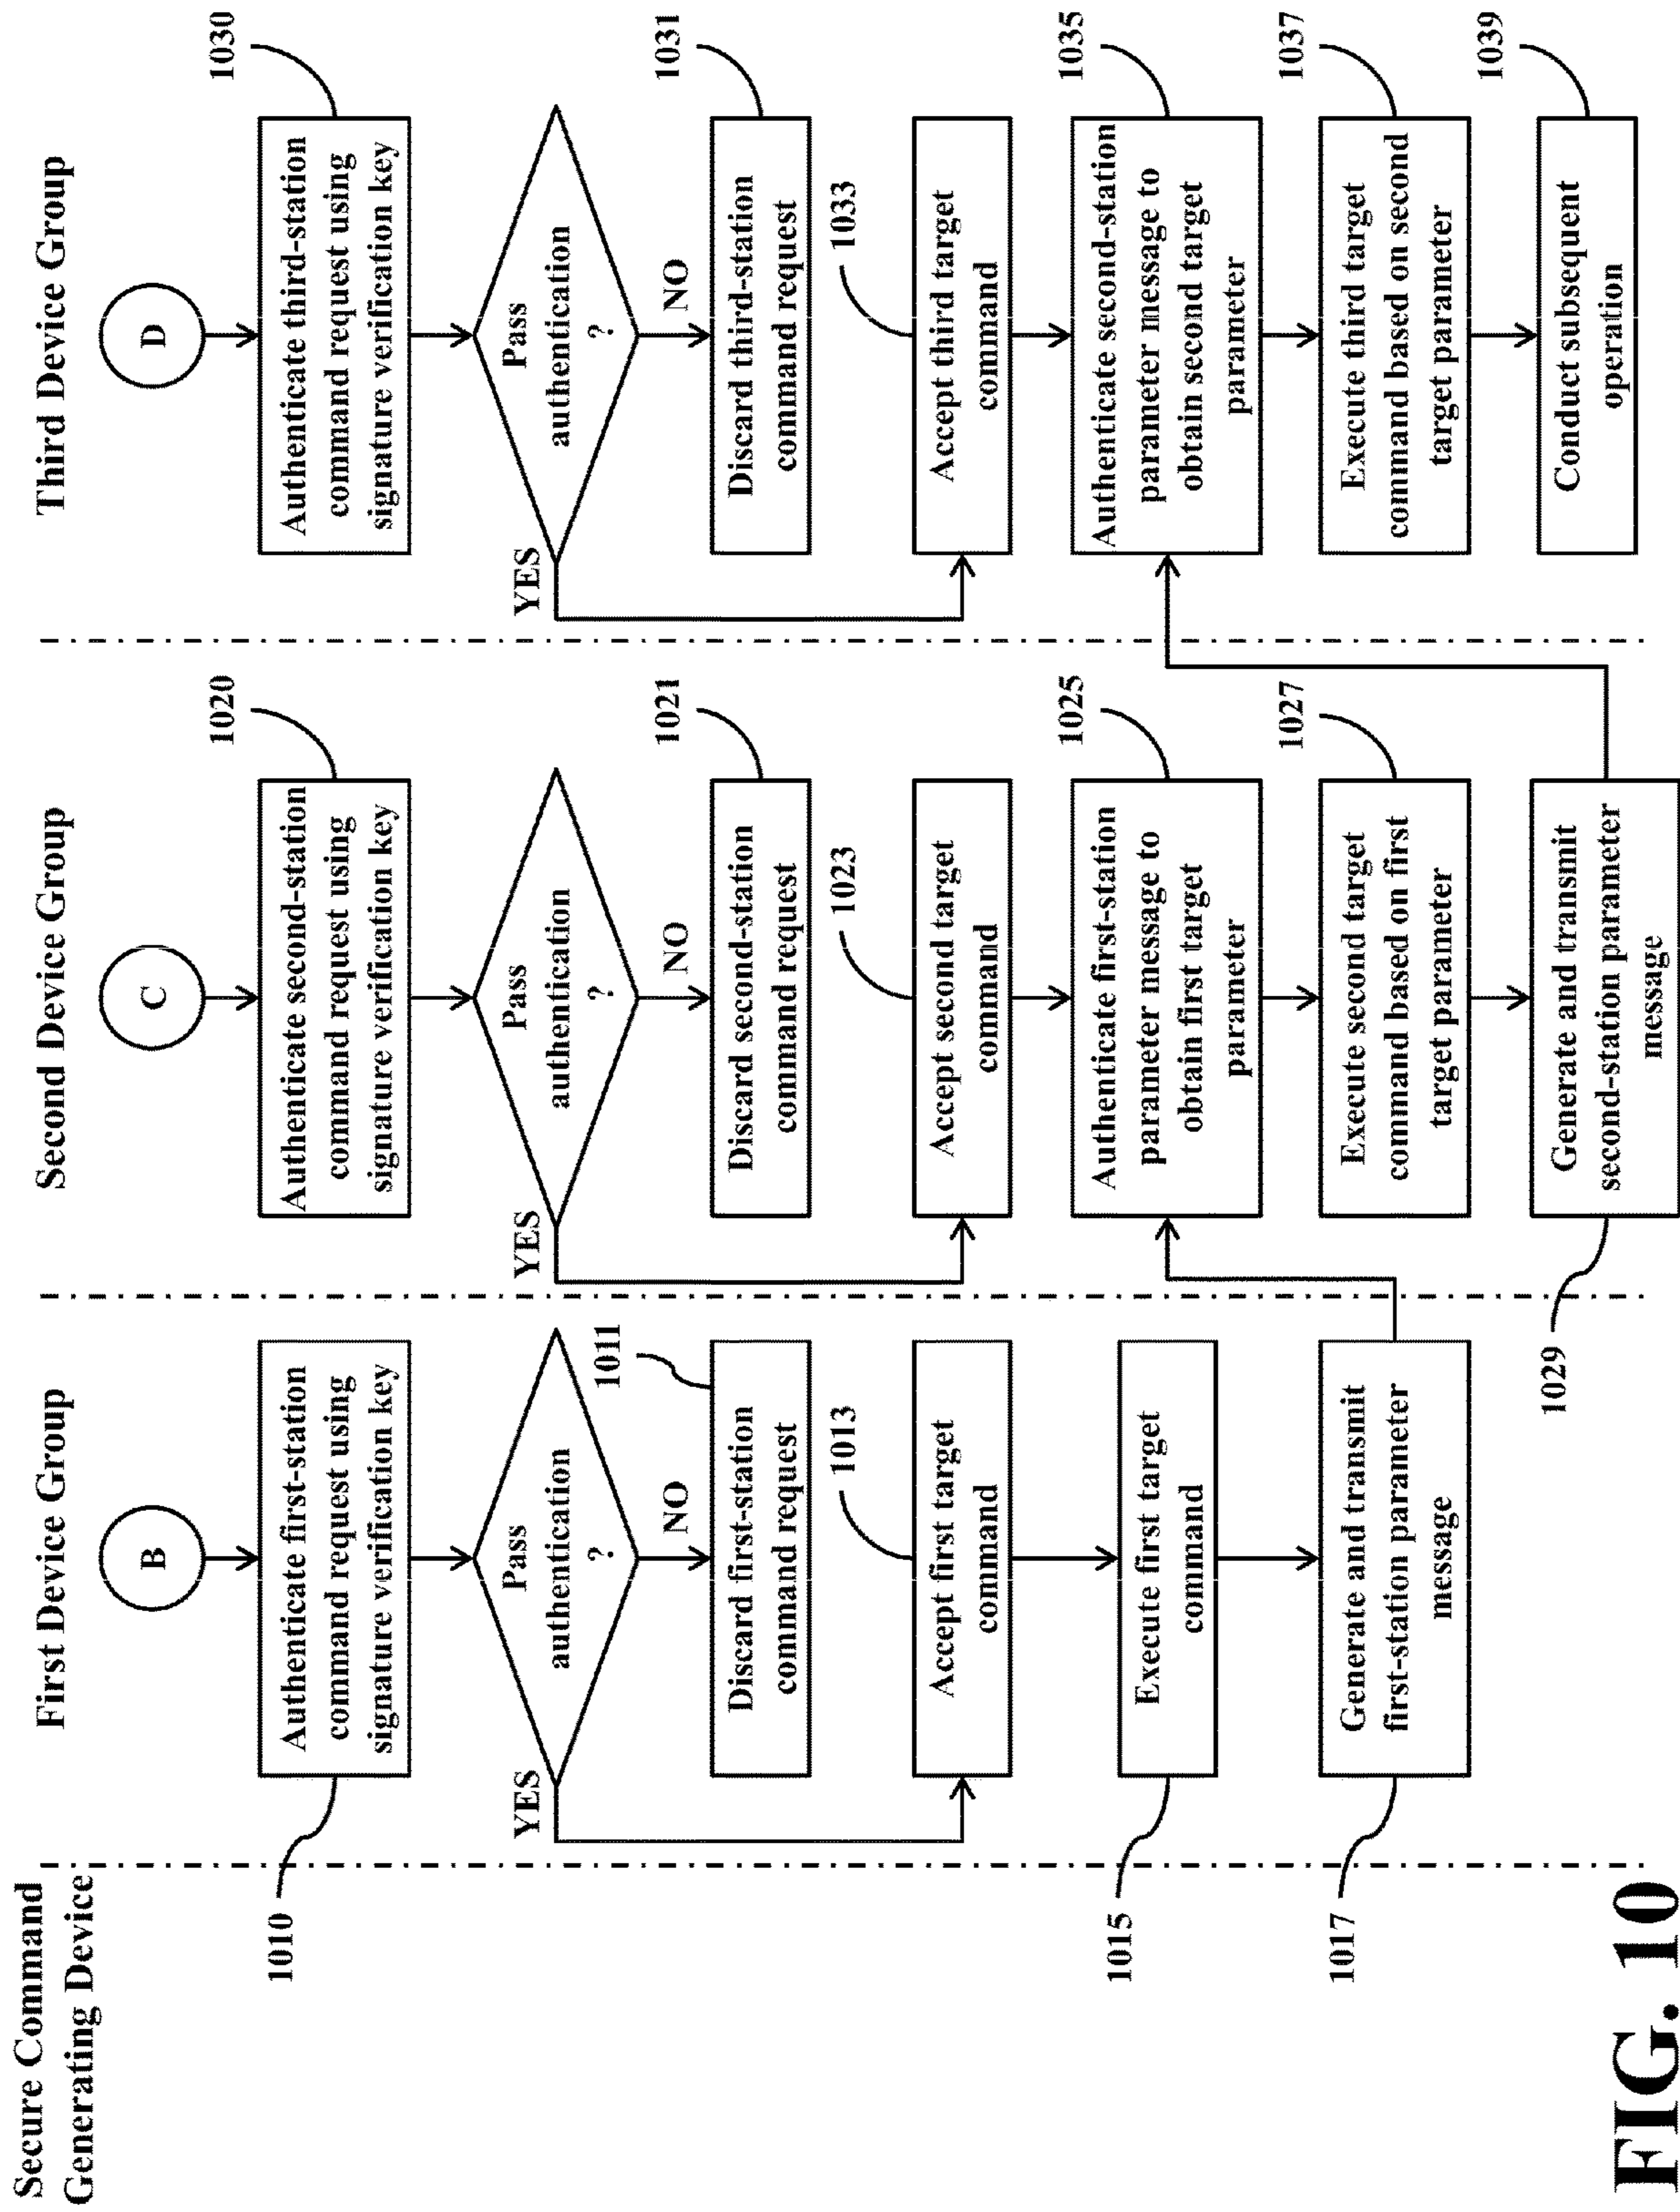 Secure Command
Generating Device
First Device Group
Second Device Group
Third Device Group
B
1010
Authenticate first-station
command request using
signature verification key
Pass
authentication
?
YES
NO
1011
Discard first-station
command request
1013
Accept first target
command
1015
Execute first target
command
1017
Generate and transmit
first-station parameter
message
C
1020
Authenticate second-station
command request using
signature verification key
Pass
authentication
?
YES
NO
1021
Discard second-station
command request
1023
Accept second target
command
1025
Authenticate first-station
parameter message to
obtain first target
parameter
1027
Execute second target
command based on first
target parameter
1029
Generate and transmit
second-station parameter
message
D
1030
Authenticate third-station
command request using
signature verification key
Pass
authentication
?
YES
NO
1031
Discard third-station
command request
1033
Accept third target
command
1035
Authenticate second-station
parameter message to
obtain second target
parameter
1037
Execute third target
command based on second
target parameter
1039
Conduct subsequent
operation
FIG. 10